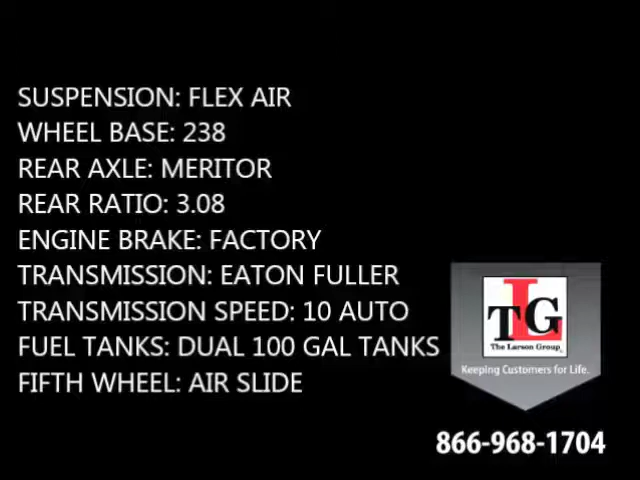 SUSPENSION: FLEX AIR
WHEEL BASE: 238
REAR AXLE: MERITOR
REAR RATIO: 3.08
ENGINE BRAKE: FACTORY
TRANSMISSION: EATON FULLER
TRANSMISSION SPEED: 10 AUTO
FUEL TANKS: DUAL 100 GAL TANKS
FIFTH WHEEL: AIR SLIDE
TLG
The Larson Group
Keeping Customers for Life.
866-968-1704